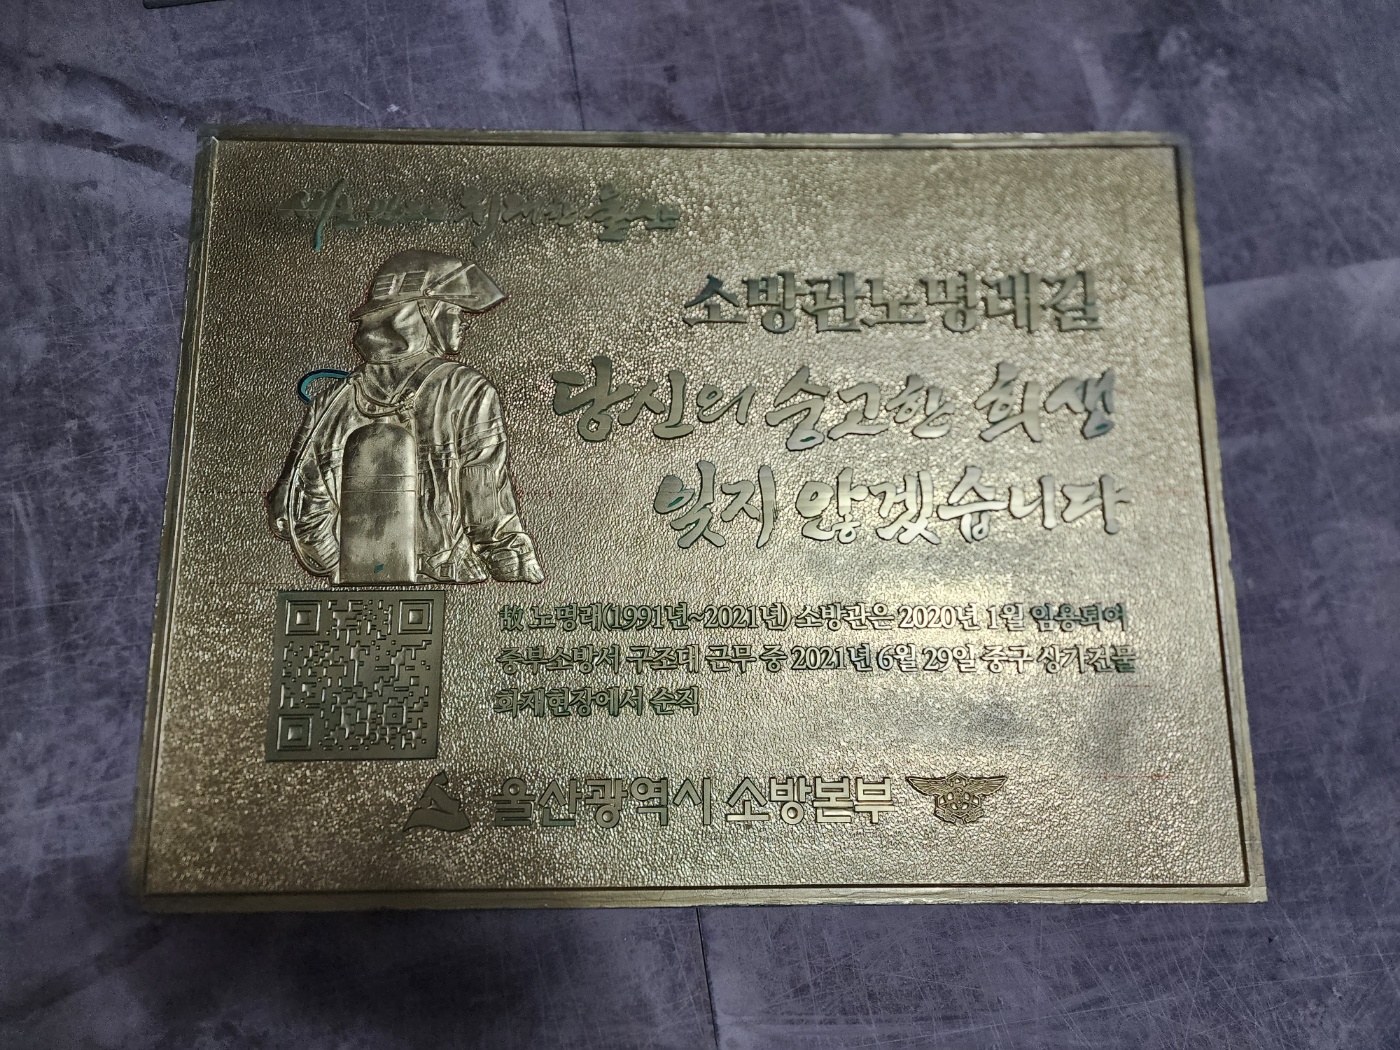 소방관노명래길
당신의 숭고한 희생
잊지 않겠습니다
故 노명래(1991년~2021년) 소방관은 2020년 1월 임용되어
중부소방서 구조대 근무 중 2021년 6월 29일 중구 상가건물
화재현장에서 순직
울산광역시 소방본부